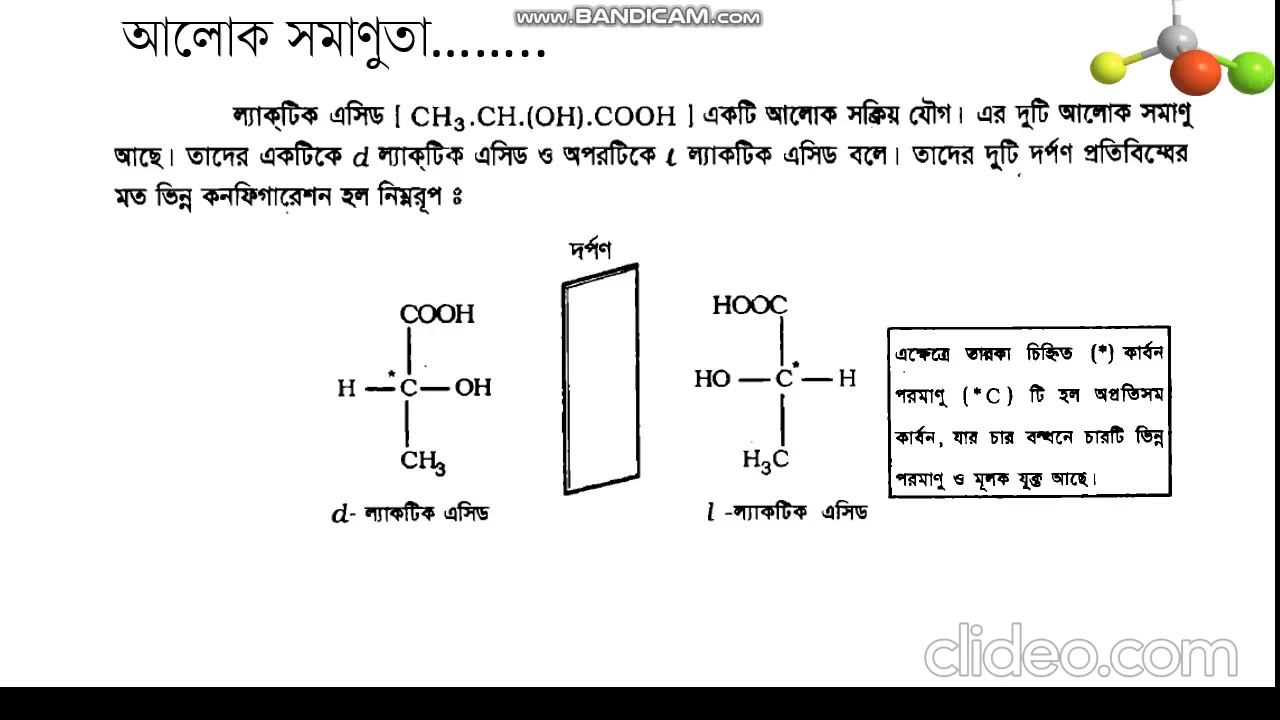 www.BANDICAM.com
আলোক সমাণুতা........
ল্যাক্‌টিক এসিড [ CH₃.CH.(OH).COOH ] একটি আলোক সক্রিয় যৌগ। এর দুটি আলোক সমাণু
আছে। তাদের একটিকে d ল্যাক্‌টিক এসিড ও অপরটিকে l ল্যাকটিক এসিড বলে। তাদের দুটি দর্পণ প্রতিবিম্বের
মত ভিন্ন কনফিগারেশন হল নিম্নরূপ ঃ
দর্পণ
COOH
H — C* — OH
CH₃
d- ল্যাকটিক এসিড
HOOC
HO — C* — H
H₃C
l -ল্যাকটিক এসিড
এক্ষেত্রে তারকা চিহ্নিত (*) কার্বন
পরমাণু (*C) টি হল অপ্রতিসম
কার্বন, যার চার বন্ধনে চারটি ভিন্ন
পরমাণু ও মূলক যুক্ত আছে।
clideo.com